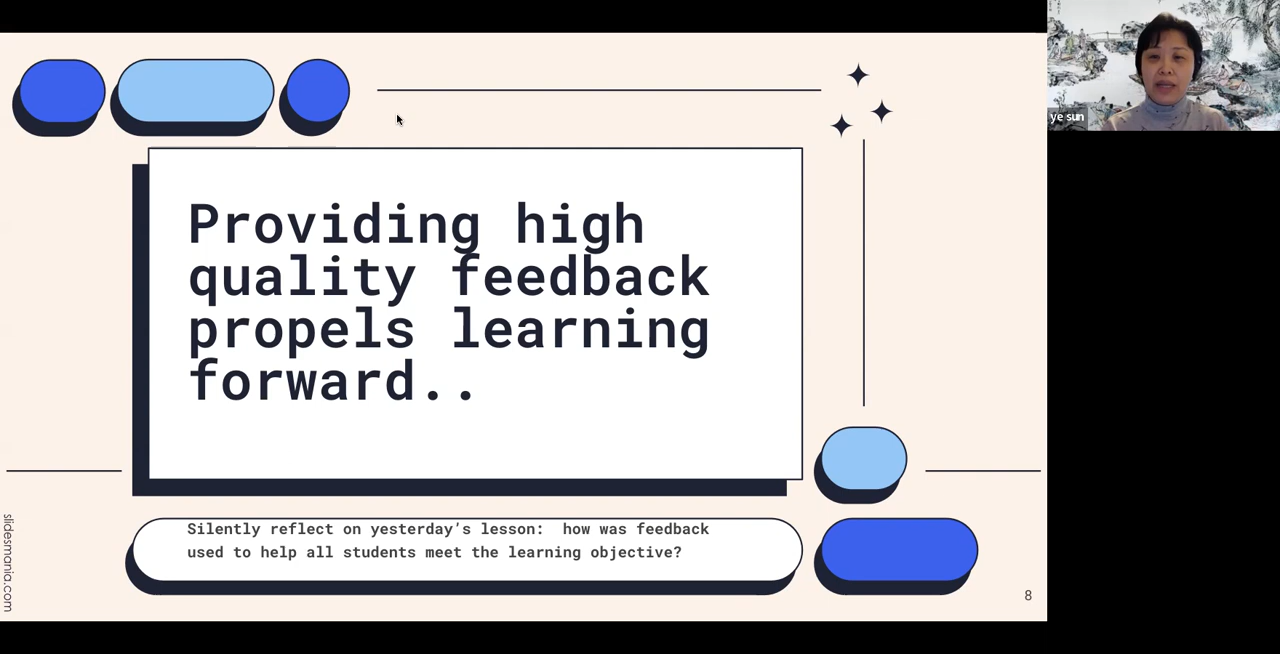 Providing high
quality feedback
propels learning
forward..
Silently reflect on yesterday’s lesson:  how was feedback
used to help all students meet the learning objective?
8
slidesmania.com
ye sun